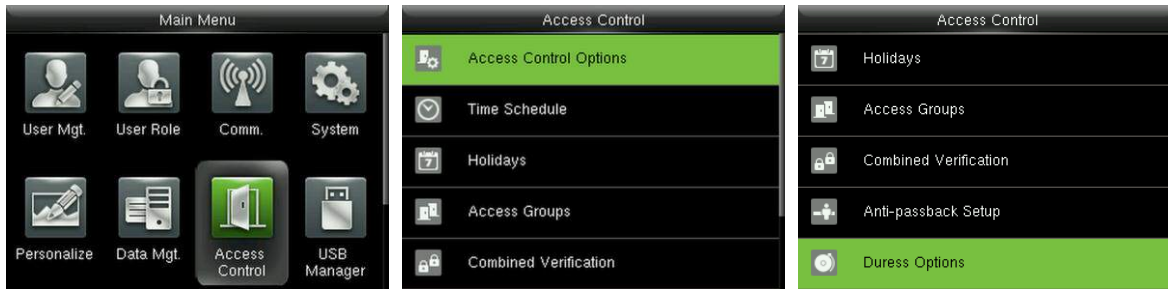 Main Menu
User Mgt.
User Role
Comm.
System
Personalize
Data Mgt.
Access
Control
USB
Manager
Access Control
Access Control Options
Time Schedule
7
Holidays
Access Groups
Combined Verification
Access Control
7
Holidays
Access Groups
Combined Verification
Anti-passback Setup
Duress Options